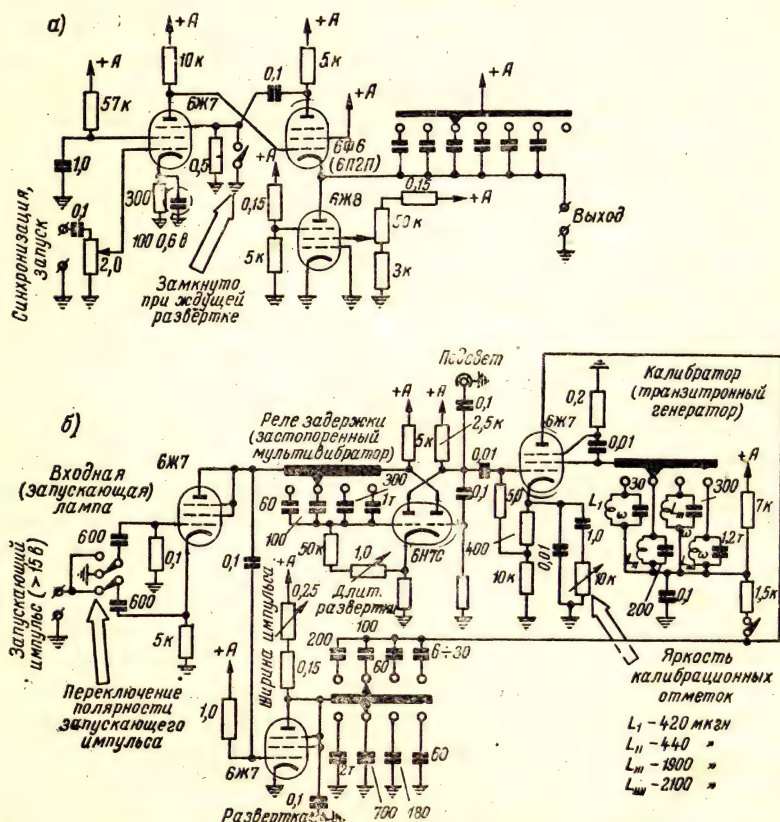 а)
+А
+А
+А
10к
5к
+А
0,1
57к
6Ж7
+А
6Ф6
(6П2П)
1,0
0,5
300
+А
6Ж8
0,15
+А
0,15
50к
Выход
Синхронизация,
запуск
0,1
2,0
100 0,6 в
5к
3к
Замкнуто
при ждущей
развертке
Подсвет
Калибратор
(транзитронный
генератор)
+А
+А
0,1
0,2
б)
Реле задержки
(застопоренный
мультивибратор)
5к
2,5к
6Ж7
0,01
0,01
+А
Входная
(запускающая)
лампа
6Ж7
300
60
1т
0,1
30
300
7к
Запускающий
импульс (>15в)
600
100
5,0
L₁
1,2т
0,1
50к
1,0
6Н7С
400
0,01
1,0
0,1
+А
Длит.
развертки
10к
10к
200
0,1
1,5к
600
0,25
Ширина импульса
100
200
60
6÷30
5к
+А
0,15
Яркость
калибрационных
отметок
Переключение
полярности
запускающего
импульса
1,0
L₁ – 420 мкгн
L₁₁ – 440 »
L₁₁₁ – 1900 »
L₁₁₁₁ – 2100 »
6Ж7
2т
700
180
60
0,1
Развертка